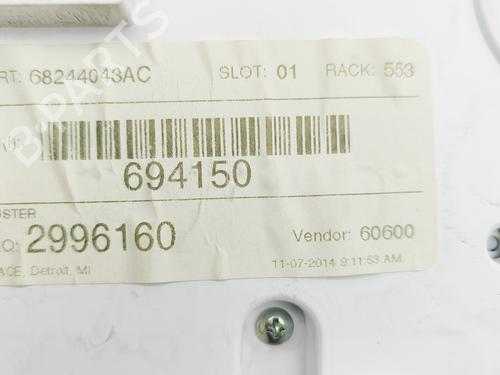 RT: 68244043AC SLOT: 01 RACK: 553
694150
USTER
Q: 2996160 Vendor: 60600
ACE, Detroit, MI 11-07-2014 9:11:53 AM
B-PARTS